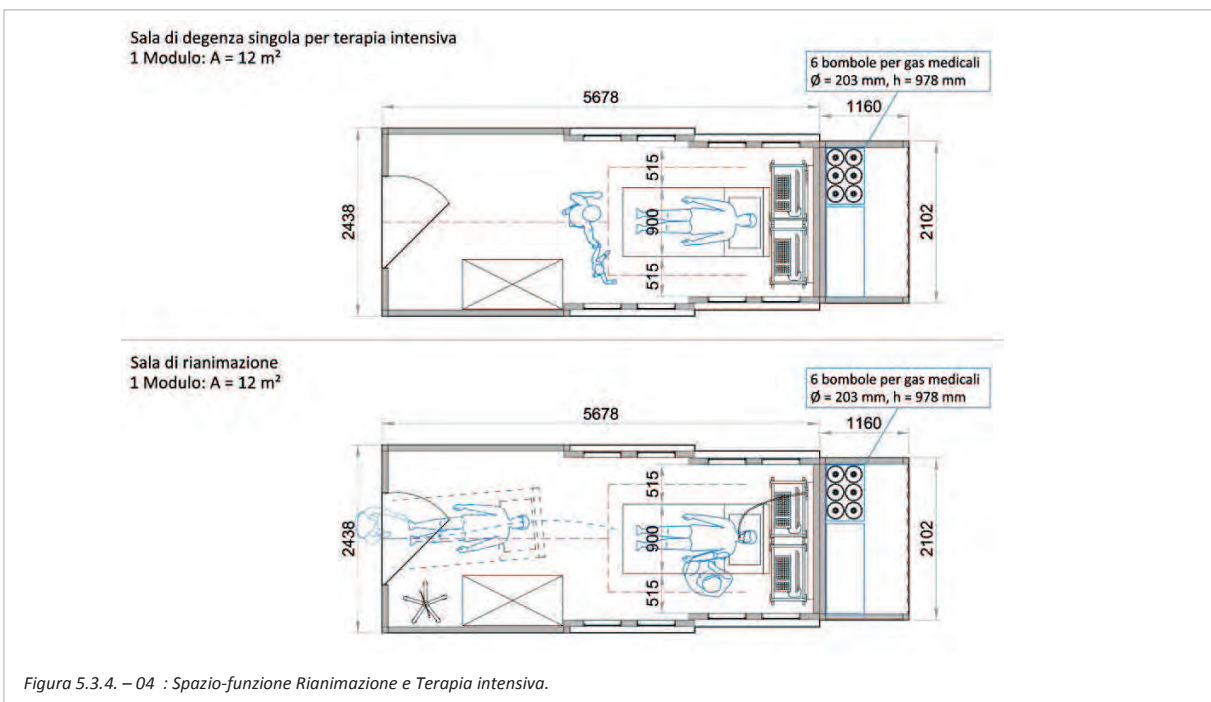 Sala di degenza singola per terapia intensiva
1 Modulo: A = 12 m²
6 bombole per gas medicali
Ø = 203 mm, h = 978 mm
5678
1160
2438
515
900
515
2102
Sala di rianimazione
1 Modulo: A = 12 m²
6 bombole per gas medicali
Ø = 203 mm, h = 978 mm
5678
1160
2438
515
900
515
2102
Figura 5.3.4. – 04 : Spazio-funzione Rianimazione e Terapia intensiva.